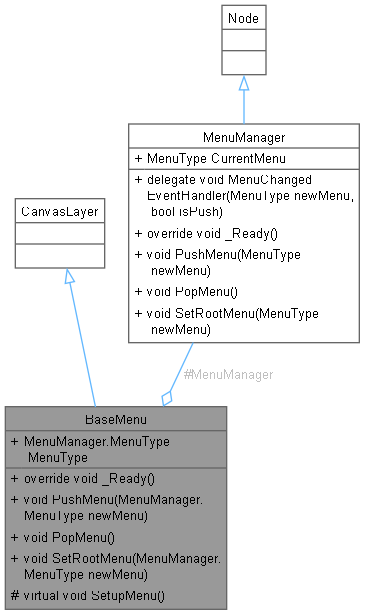 Node
MenuManager
+ MenuType CurrentMenu
+ delegate void MenuChanged
EventHandler(MenuType newMenu,
bool isPush)
+ override void _Ready()
+ void PushMenu(MenuType
newMenu)
+ void PopMenu()
+ void SetRootMenu(MenuType
newMenu)
CanvasLayer
#MenuManager
BaseMenu
+ MenuManager.MenuType
MenuType
+ override void _Ready()
+ void PushMenu(MenuManager.
MenuType newMenu)
+ void PopMenu()
+ void SetRootMenu(MenuManager.
MenuType newMenu)
# virtual void SetupMenu()